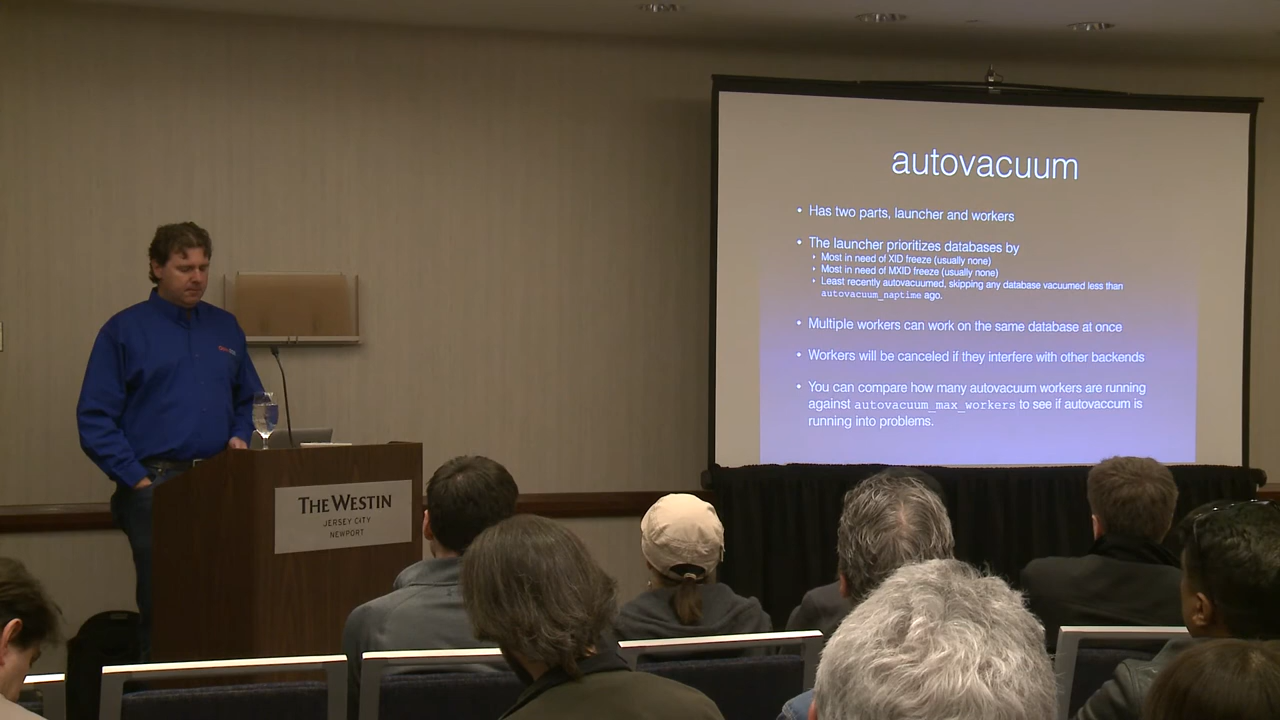 autovacuum
• Has two parts, launcher and workers
• The launcher prioritizes databases by
‣ Most in need of XID freeze (usually none)
‣ Most in need of MXID freeze (usually none)
‣ Least recently autovacuumed, skipping any database vacuumed less than
autovacuum_naptime ago.
• Multiple workers can work on the same database at once
• Workers will be canceled if they interfere with other backends
• You can compare how many autovacuum workers are running
against autovacuum_max_workers to see if autovaccum is
running into problems.
THE WESTIN
JERSEY CITY
NEWPORT